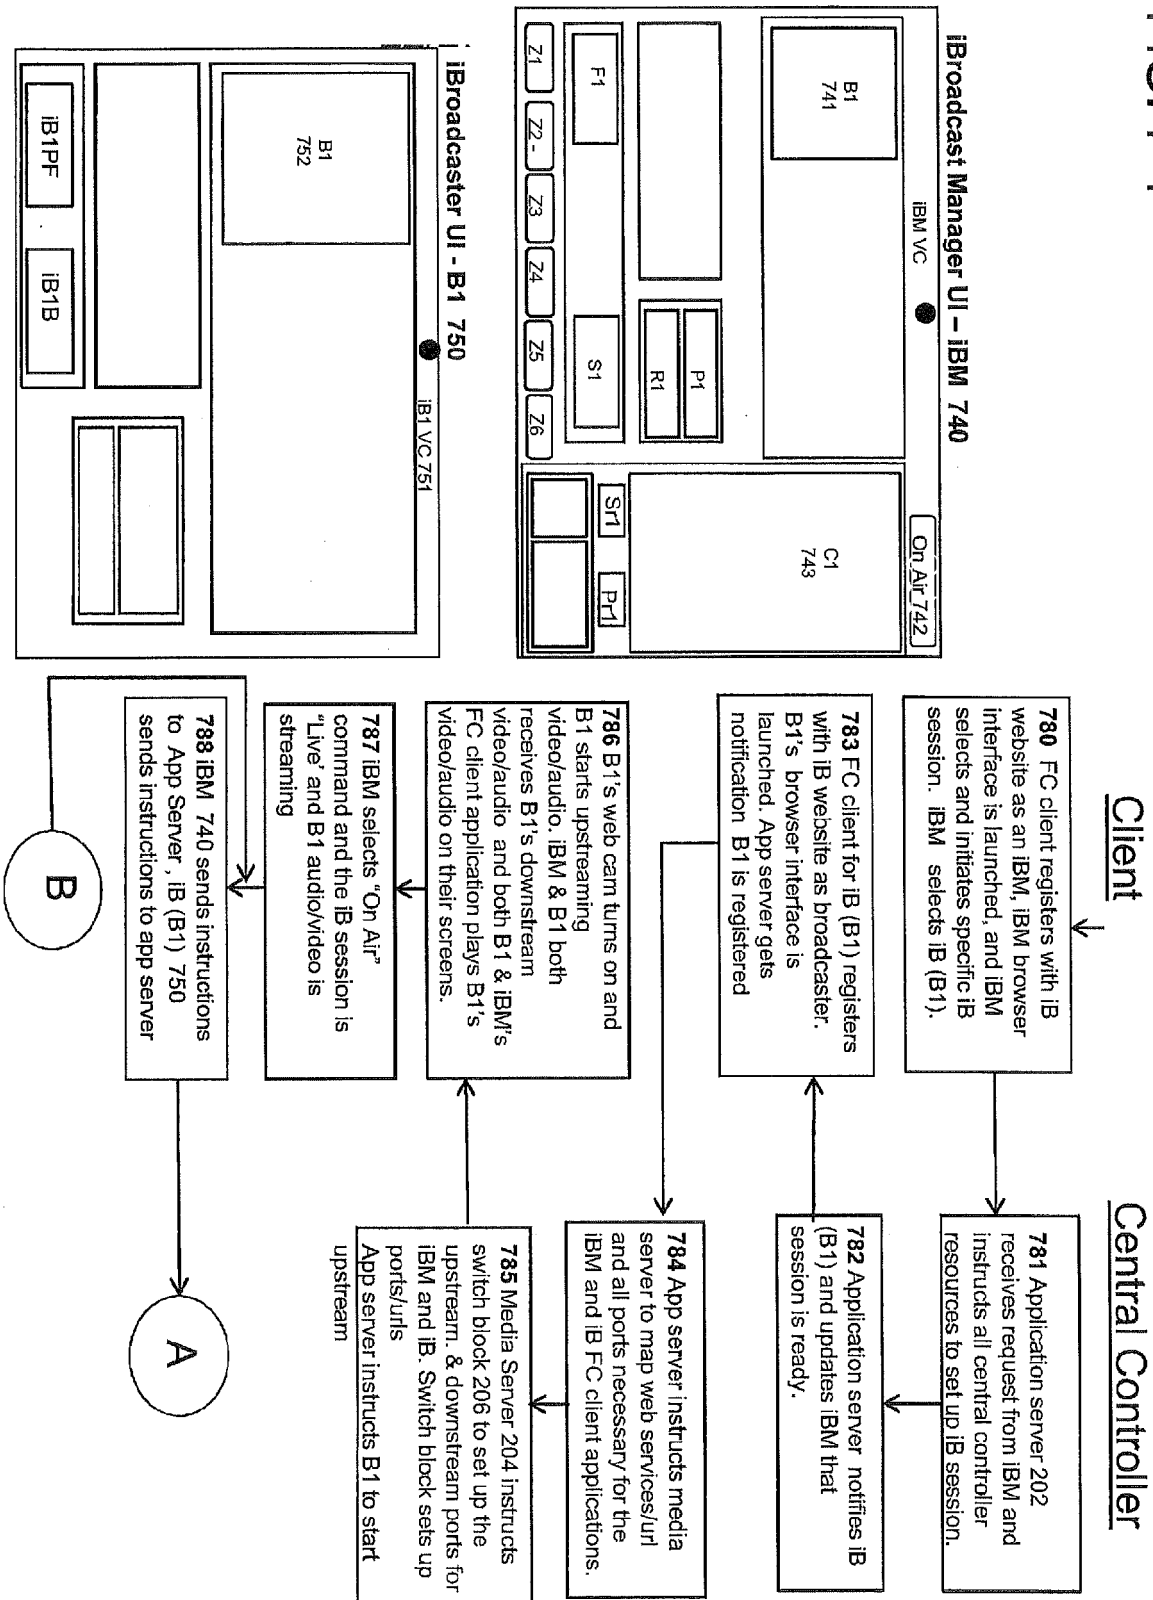 iBroadcast Manager UI – iBM 740
iBM VC
On Air 742
B1
741
C1
743
P1
R1
F1
S1
Sr1
Pr1
Z1
Z2 -
Z3
Z4
Z5
Z6
iBroadcaster UI - B1 750
iB1 VC 751
B1
752
iB1PF
iB1B
Client
Central Controller
780 FC client registers with iB
website as an iBM, iBM browser
interface is launched, and iBM
selects and initiates specific iB
session. iBM selects iB (B1).
781 Application server 202
receives request from iBM and
instructs all central controller
resources to set up iB session.
782 Application server notifies iB
(B1) and updates iBM that
session is ready.
783 FC client for iB (B1) registers
with iB website as broadcaster.
B1's browser interface is
launched. App server gets
notification B1 is registered
784 App server instructs media
server to map web services/url
and all ports necessary for the
iBM and iB FC client applications.
785 Media Server 204 instructs
switch block 206 to set up the
upstream. & downstream ports for
iBM and iB. Switch block sets up
ports/urls
App server instructs B1 to start
upstream
786 B1's web cam turns on and
B1 starts upstreaming
video/audio. iBM & B1 both
receives B1's downstream
video/audio and both B1 & iBM's
FC client application plays B1's
video/audio on their screens.
787 iBM selects "On Air"
command and the iB session is
"Live' and B1 audio/video is
streaming
788 iBM 740 sends instructions
to App Server , iB (B1) 750
sends instructions to app server
B
A